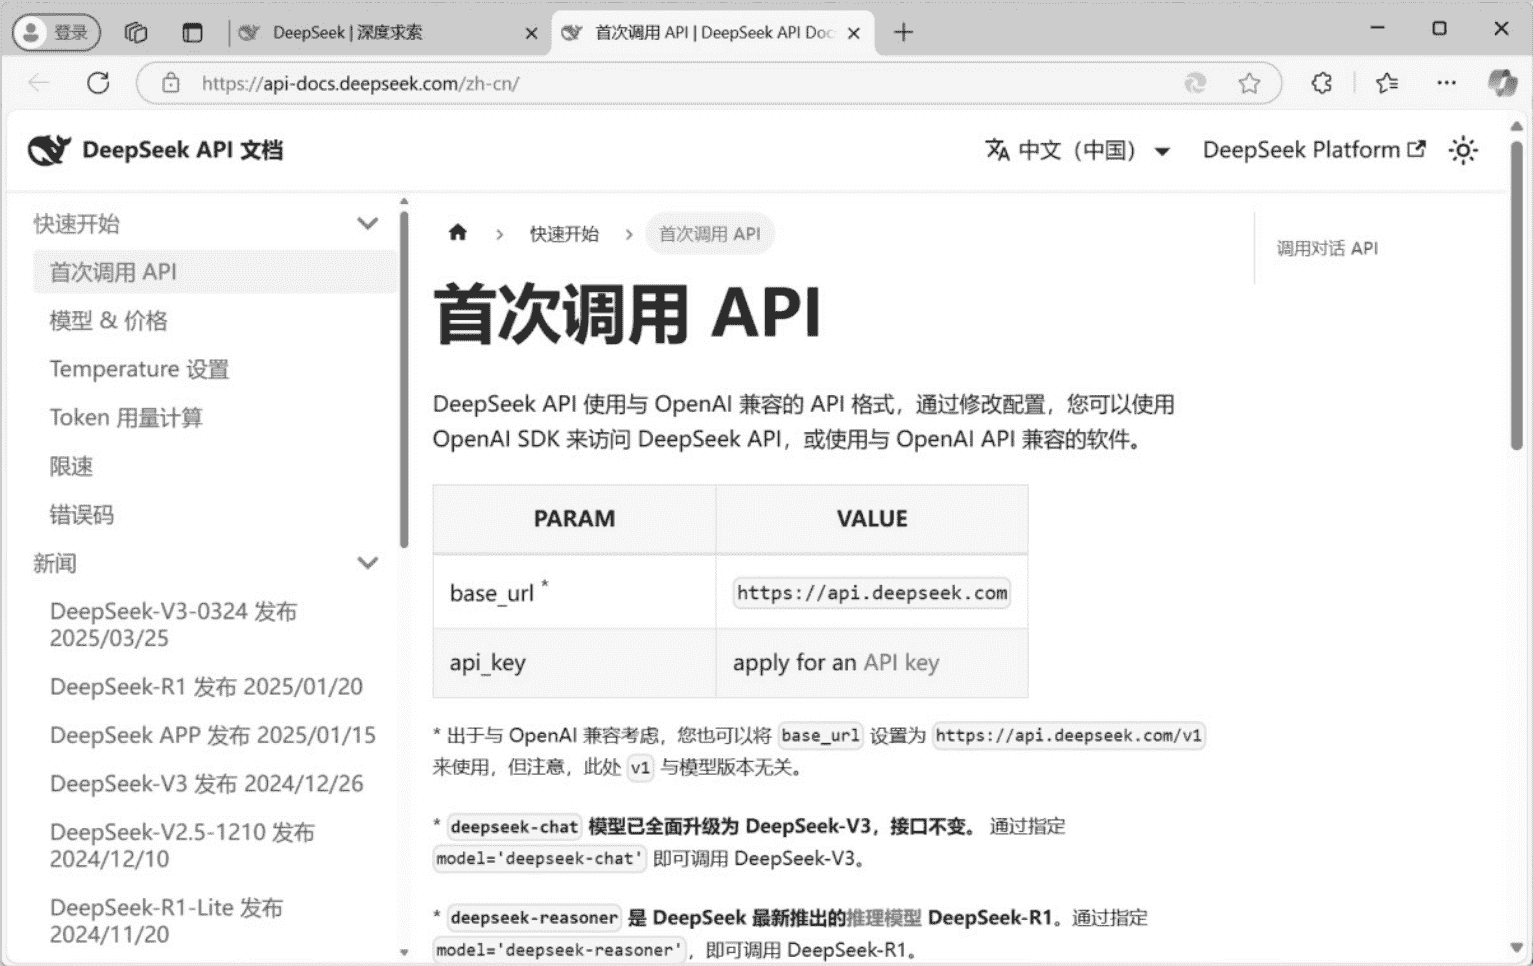 登录
DeepSeek | 深度求索
首次调用 API | DeepSeek API Doc
https://api-docs.deepseek.com/zh-cn/
DeepSeek API 文档
中文（中国）
DeepSeek Platform
快速开始
首次调用 API
模型 & 价格
Temperature 设置
Token 用量计算
限速
错误码
新闻
DeepSeek-V3-0324 发布
2025/03/25
DeepSeek-R1 发布 2025/01/20
DeepSeek APP 发布 2025/01/15
DeepSeek-V3 发布 2024/12/26
DeepSeek-V2.5-1210 发布
2024/12/10
DeepSeek-R1-Lite 发布
2024/11/20
快速开始 › 首次调用 API
首次调用 API
DeepSeek API 使用与 OpenAI 兼容的 API 格式，通过修改配置，您可以使用
OpenAI SDK 来访问 DeepSeek API，或使用与 OpenAI API 兼容的软件。
PARAM VALUE
base_url * https://api.deepseek.com
api_key apply for an API key
* 出于与 OpenAI 兼容考虑，您也可以将 base_url 设置为 https://api.deepseek.com/v1
来使用，但注意，此处 v1 与模型版本无关。
* deepseek-chat 模型已全面升级为 DeepSeek-V3，接口不变。 通过指定
model='deepseek-chat' 即可调用 DeepSeek-V3。
* deepseek-reasoner 是 DeepSeek 最新推出的推理模型 DeepSeek-R1。通过指定
model='deepseek-reasoner'，即可调用 DeepSeek-R1。
调用对话 API